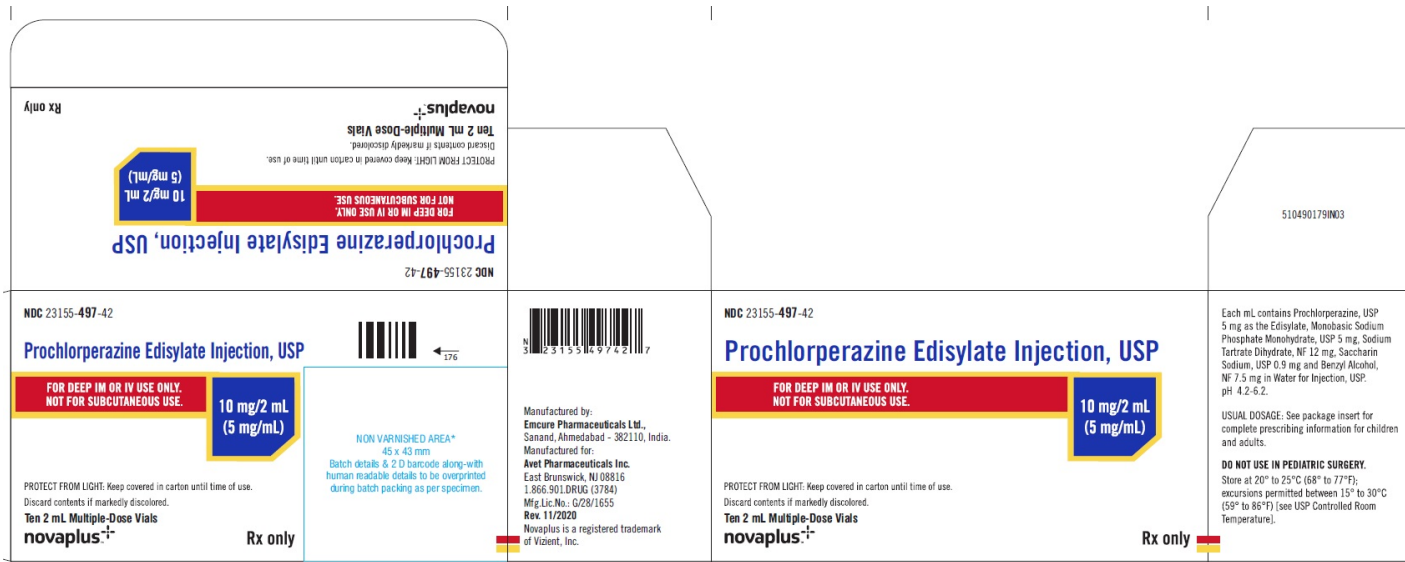 Rx only
novaplus
Ten 2 mL Multiple-Dose Vials
Discard contents if markedly discolored.
PROTECT FROM LIGHT: Keep covered in carton until time of use.
10 mg/2 mL
(5 mg/mL)
FOR DEEP IM OR IV USE ONLY.
NOT FOR SUBCUTANEOUS USE.
Prochlorperazine Edisylate Injection, USP
NDC 23155-497-42
NDC 23155-497-42
Prochlorperazine Edisylate Injection, USP
FOR DEEP IM OR IV USE ONLY.
NOT FOR SUBCUTANEOUS USE.
10 mg/2 mL
(5 mg/mL)
PROTECT FROM LIGHT: Keep covered in carton until time of use.
Discard contents if markedly discolored.
Ten 2 mL Multiple-Dose Vials
novaplus
Rx only
176
NON VARNISHED AREA*
45 x 43 mm
Batch details & 2 D barcode along-with
human readable details to be overprinted
during batch packing as per specimen.
N
3 23155 49742 7
Manufactured by:
Emcure Pharmaceuticals Ltd.,
Sanand, Ahmedabad - 382110, India.
Manufactured for:
Avet Pharmaceuticals Inc.
East Brunswick, NJ 08816
1.866.901.DRUG (3784)
Mfg.Lic.No.: G/28/1655
Rev. 11/2020
Novaplus is a registered trademark
of Vizient, Inc.
NDC 23155-497-42
Prochlorperazine Edisylate Injection, USP
FOR DEEP IM OR IV USE ONLY.
NOT FOR SUBCUTANEOUS USE.
10 mg/2 mL
(5 mg/mL)
PROTECT FROM LIGHT: Keep covered in carton until time of use.
Discard contents if markedly discolored.
Ten 2 mL Multiple-Dose Vials
novaplus
Rx only
510490179IN03
Each mL contains Prochlorperazine, USP
5 mg as the Edisylate, Monobasic Sodium
Phosphate Monohydrate, USP 5 mg, Sodium
Tartrate Dihydrate, NF 12 mg, Saccharin
Sodium, USP 0.9 mg and Benzyl Alcohol,
NF 7.5 mg in Water for Injection, USP.
pH 4.2-6.2.
USUAL DOSAGE: See package insert for
complete prescribing information for children
and adults.
DO NOT USE IN PEDIATRIC SURGERY.
Store at 20° to 25°C (68° to 77°F);
excursions permitted between 15° to 30°C
(59° to 86°F) [see USP Controlled Room
Temperature].